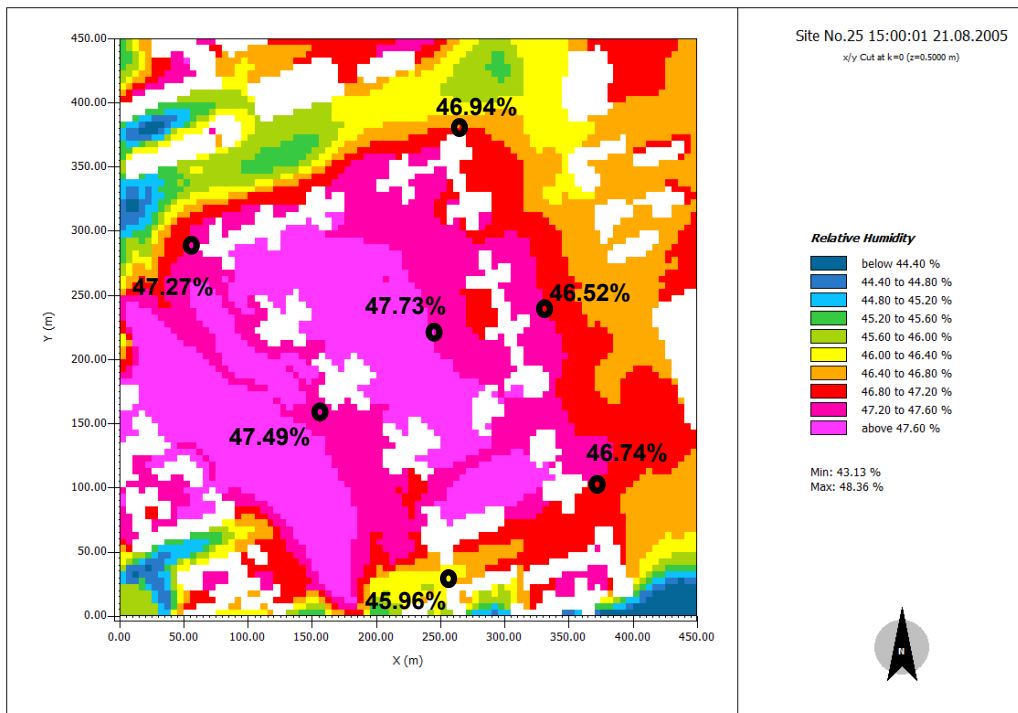 Site No.25 15:00:01 21.08.2005
x/y Cut at k=0 (z=0.5000 m)
450.00
400.00
350.00
300.00
250.00
200.00
150.00
100.00
50.00
0.00
Y (m)
46.94%
47.27%
47.73%
46.52%
47.49%
46.74%
45.96%
0.00 50.00 100.00 150.00 200.00 250.00 300.00 350.00 400.00 450.00
X (m)
Relative Humidity
below 44.40 %
44.40 to 44.80 %
44.80 to 45.20 %
45.20 to 45.60 %
45.60 to 46.00 %
46.00 to 46.40 %
46.40 to 46.80 %
46.80 to 47.20 %
47.20 to 47.60 %
above 47.60 %
Min: 43.13 %
Max: 48.36 %
N